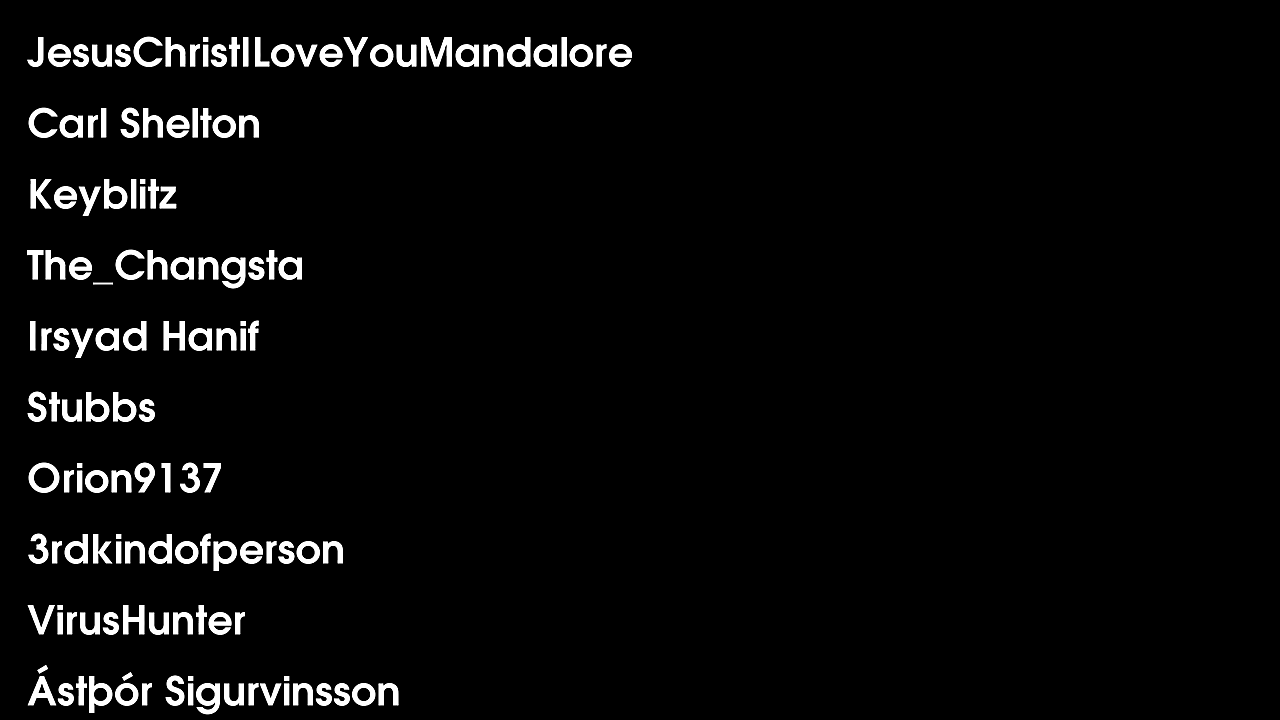 JesusChristILoveYouMandalore
Carl Shelton
Keyblitz
The_Changsta
Irsyad Hanif
Stubbs
Orion9137
3rdkindofperson
VirusHunter
Ástþór Sigurvinsson